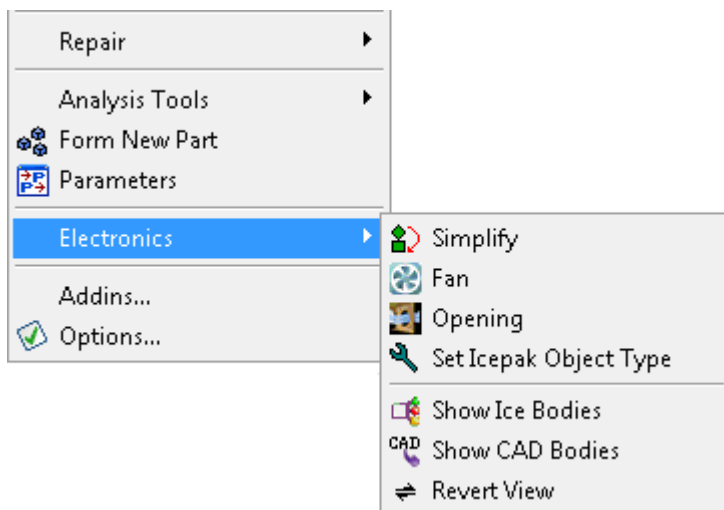 Repair
Analysis Tools
Form New Part
Parameters
Electronics
Addins...
Options...
Simplify
Fan
Opening
Set Icepak Object Type
Show Ice Bodies
CAD Show CAD Bodies
Revert View